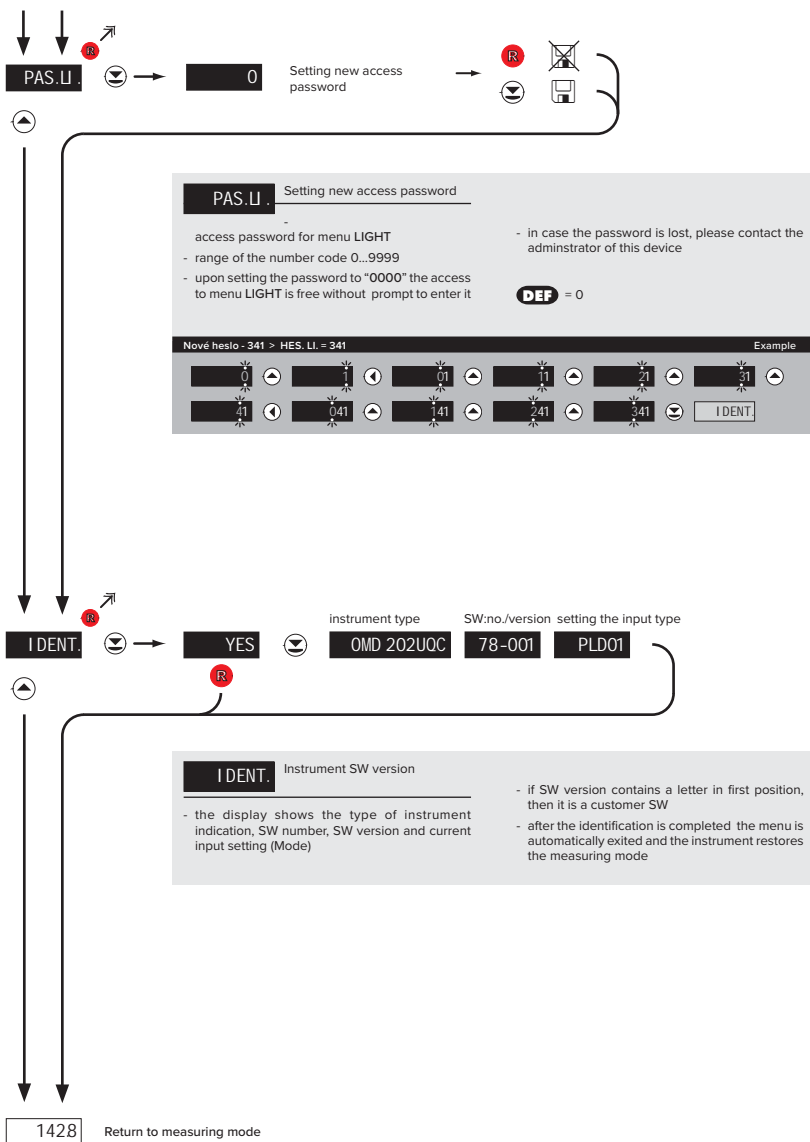 R
PAS.LI.
0
Setting new access
password
R
PAS.LI.
Setting new access password
-
access password for menu LIGHT
- range of the number code 0...9999
- upon setting the password to “0000” the access
to menu LIGHT is free without prompt to enter it
- in case the password is lost, please contact the
adminstrator of this device
DEF = 0
Nové heslo - 341 > HES. LI. = 341 Example
0 1 01 11 21 31
41 041 141 241 341 IDENT.
R
instrument type SW:no./version setting the input type
IDENT. YES OMD 202UQC 78-001 PLD01
R
IDENT.
Instrument SW version
- the display shows the type of instrument
indication, SW number, SW version and current
input setting (Mode)
- if SW version contains a letter in first position,
then it is a customer SW
- after the identification is completed the menu is
automatically exited and the instrument restores
the measuring mode
1428 Return to measuring mode